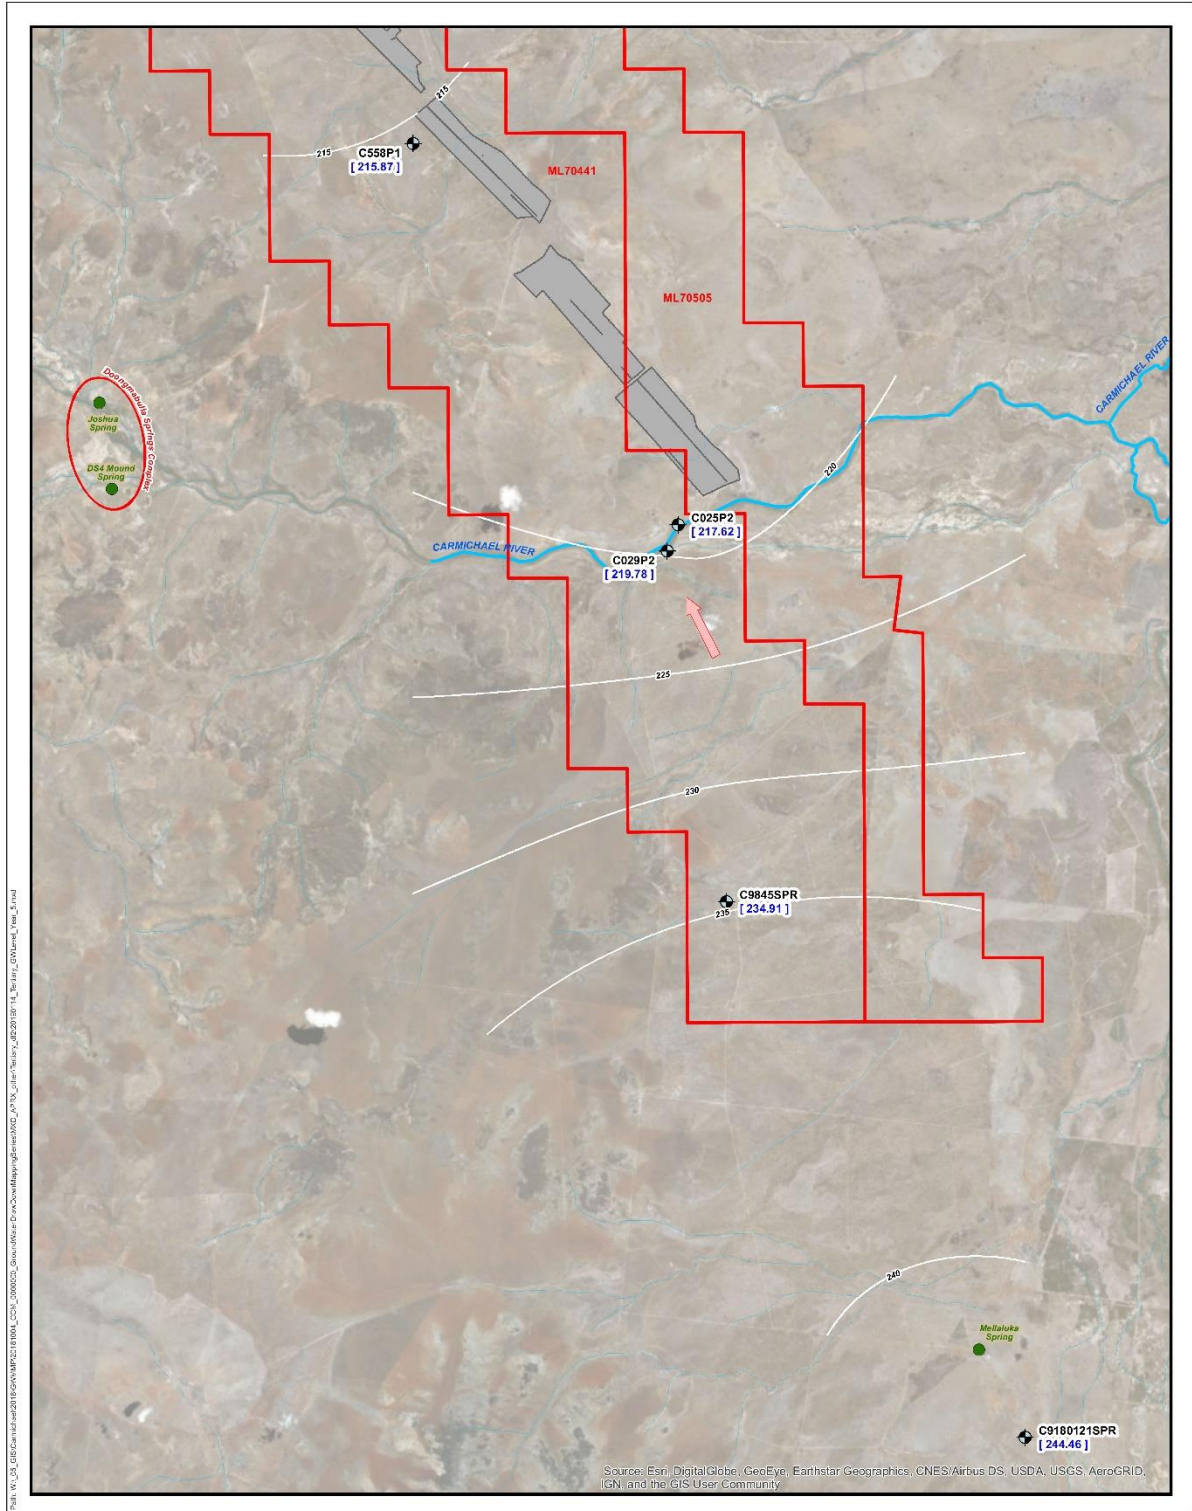 215
215
C558P1
[ 215.87 ]
ML70441
ML70505
CARMICHAEL RIVER
Doongmabulla Springs Complex
Joshua
Spring
DS4 Mound
Spring
220
C025P2
[ 217.62 ]
CARMICHAEL RIVER
C029P2
[ 219.78 ]
225
230
C9845SPR
[ 234.91 ]
235
240
Mellaluka
Spring
C9180121SPR
[ 244.46 ]
Source: Esri, DigitalGlobe, GeoEye, Earthstar Geographics, CNES/Airbus DS, USDA, USGS, AeroGRID,
IGN, and the GIS User Community